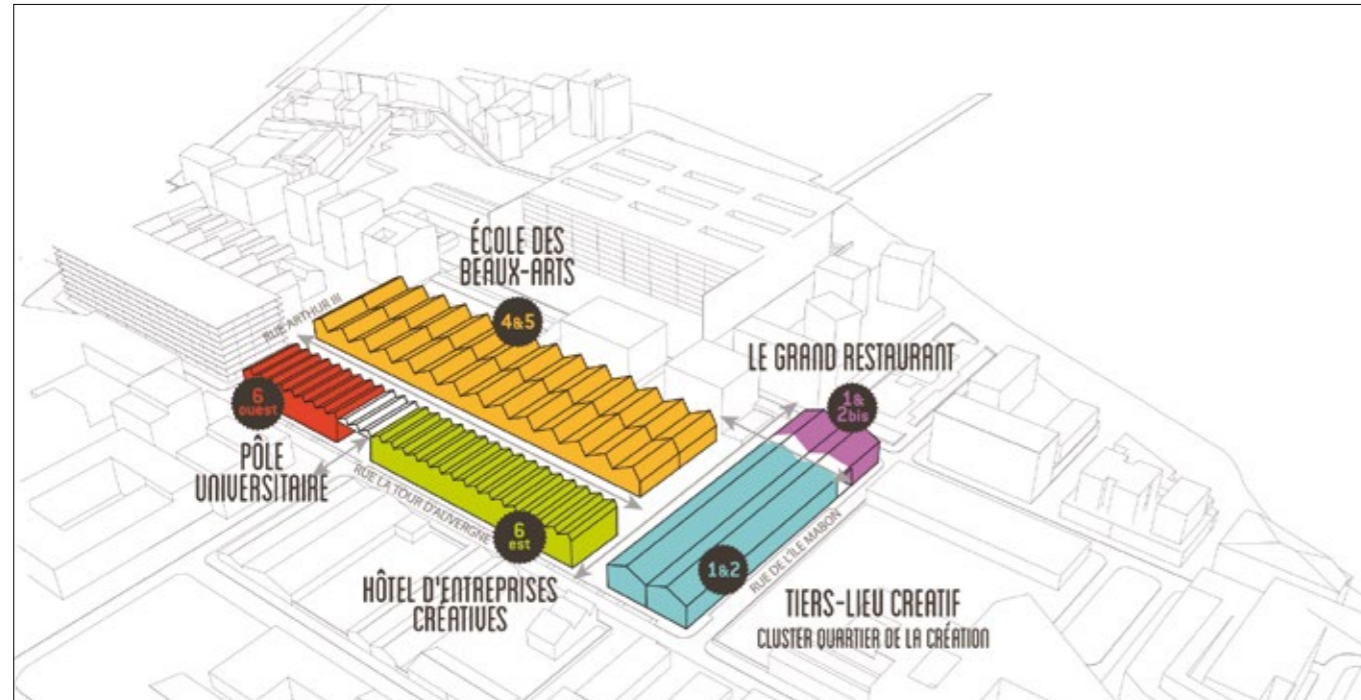 ÉCOLE DES
BEAUX-ARTS
4&5
RUE ARTHUR III
LE GRAND RESTAURANT
1&
2bis
6
ouest
PÔLE
UNIVERSITAIRE
RUE LA TOUR D'AUVERGNE
6
est
HÔTEL D'ENTREPRISES
CRÉATIVES
1&2
RUE DE L'ÎLE MABON
TIERS-LIEU CREATIF
CLUSTER QUARTIER DE LA CRÉATION